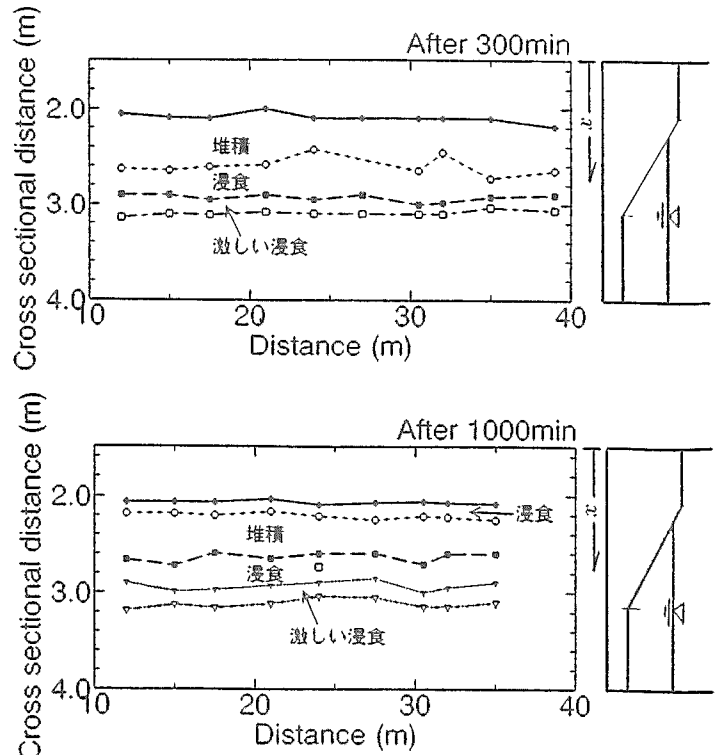 After 300min
Cross sectional distance (m)
2.0
3.0
4.0
堆積
浸食
激しい浸食
10
20
30
40
Distance (m)
x
After 1000min
Cross sectional distance (m)
2.0
3.0
4.0
浸食
堆積
浸食
激しい浸食
10
20
30
40
Distance (m)
x